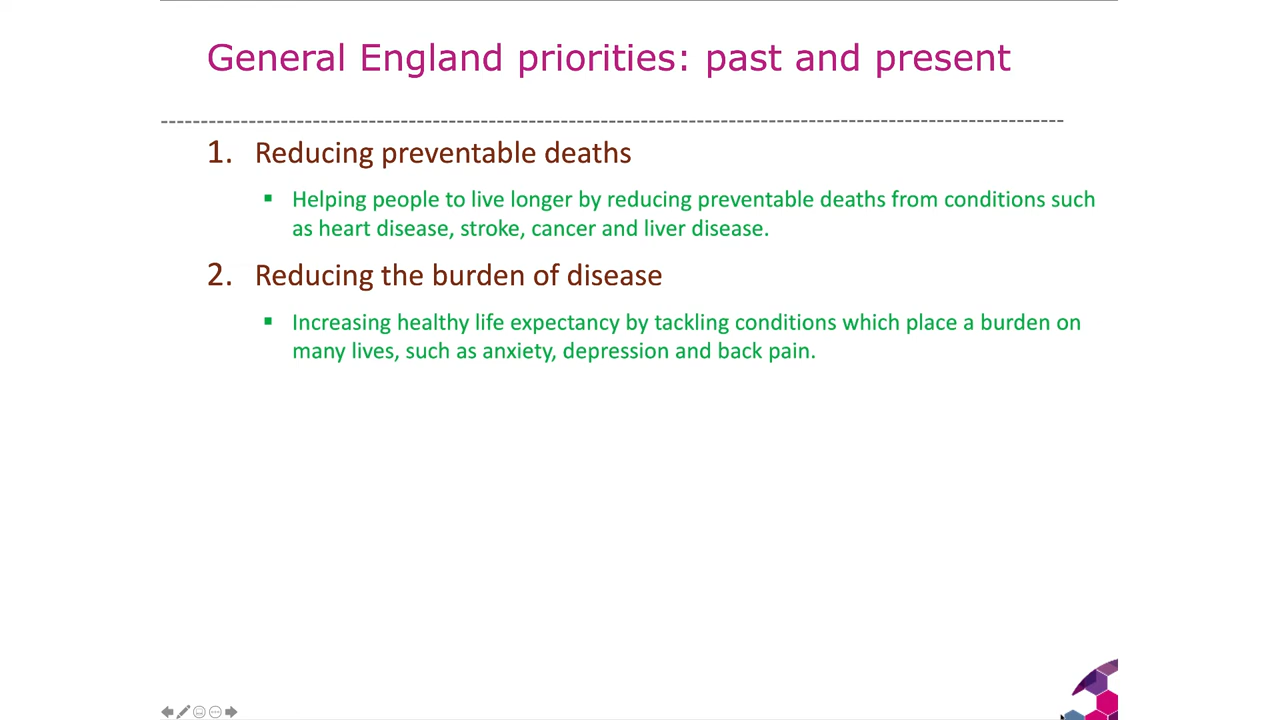 General England priorities: past and present
1. Reducing preventable deaths
▪ Helping people to live longer by reducing preventable deaths from conditions such
as heart disease, stroke, cancer and liver disease.
2. Reducing the burden of disease
▪ Increasing healthy life expectancy by tackling conditions which place a burden on
many lives, such as anxiety, depression and back pain.